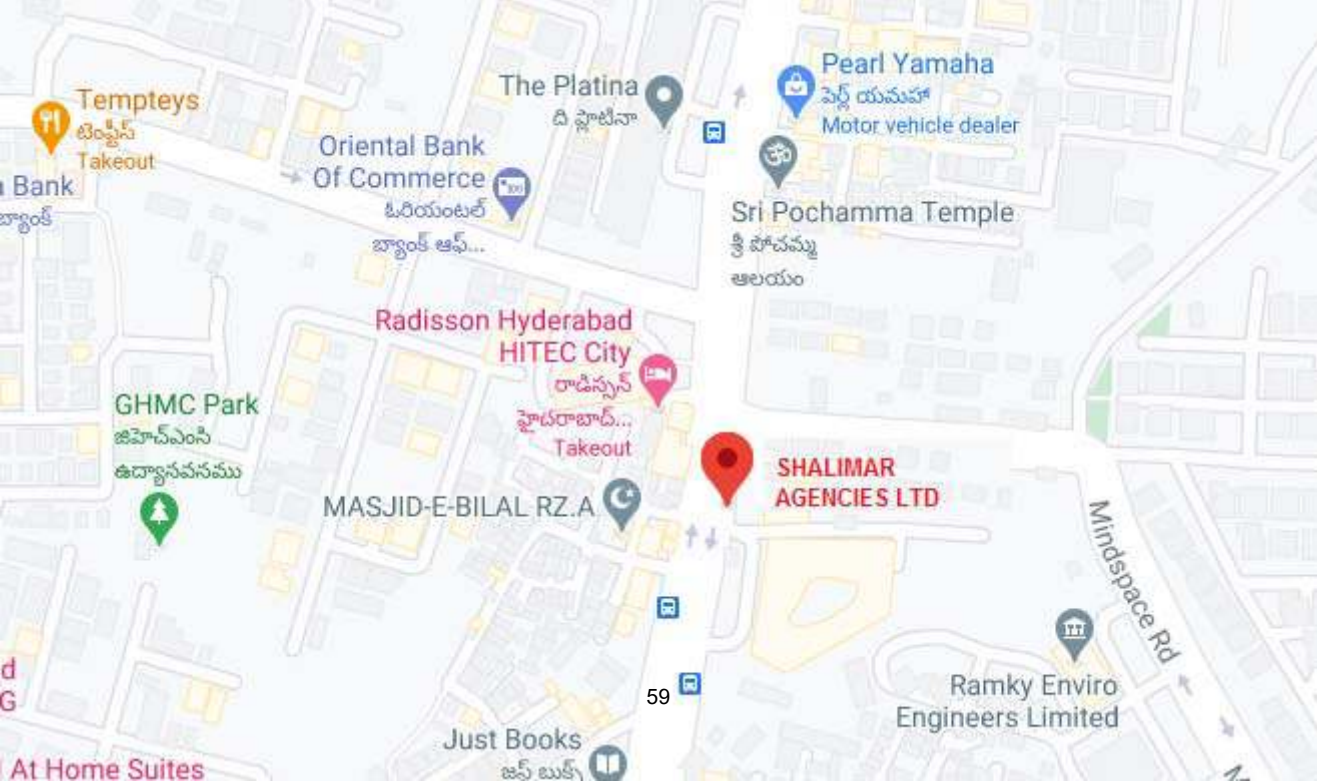 The Platina
ది ప్లాటినా
Pearl Yamaha
పెర్ల్ యమహా
Motor vehicle dealer
Tempteys
టెంప్టీస్
Takeout
Oriental Bank
Of Commerce
ఓరియంటల్
బ్యాంక్ ఆఫ్...
Bank
బ్యాంక్
Sri Pochamma Temple
శ్రీ పోచమ్మ
ఆలయం
Radisson Hyderabad
HITEC City
రాడిస్సన్
హైదరాబాద్...
Takeout
GHMC Park
జిహెచ్ఎంసి
ఉద్యానవనము
SHALIMAR
AGENCIES LTD
MASJID-E-BILAL RZ.A
Mindspace Rd
Ramky Enviro
Engineers Limited
59
d
G
Just Books
జస్ట్ బుక్స్
At Home Suites